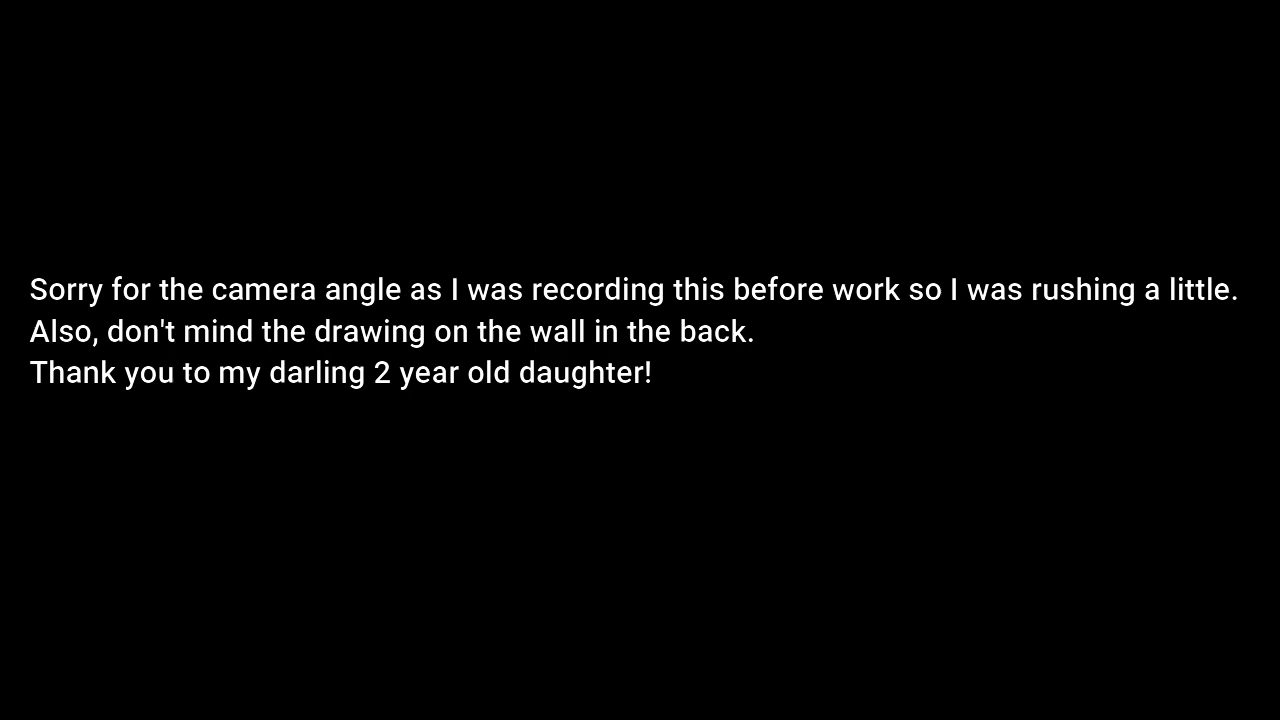 Sorry for the camera angle as I was recording this before work so I was rushing a little.
Also, don't mind the drawing on the wall in the back.
Thank you to my darling 2 year old daughter!